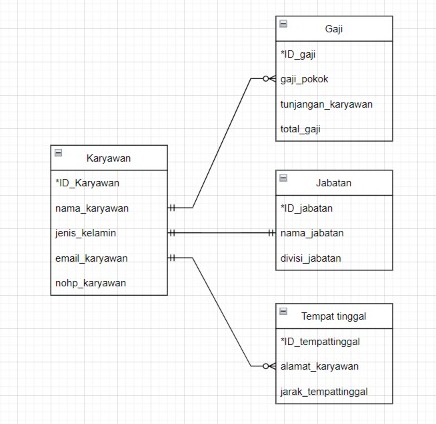 Gaji
*ID_gaji
gaji_pokok
tunjangan_karyawan
total_gaji
Karyawan
*ID_Karyawan
nama_karyawan
jenis_kelamin
email_karyawan
nohp_karyawan
Jabatan
*ID_jabatan
nama_jabatan
divisi_jabatan
Tempat tinggal
*ID_tempattinggal
alamat_karyawan
jarak_tempattinggal